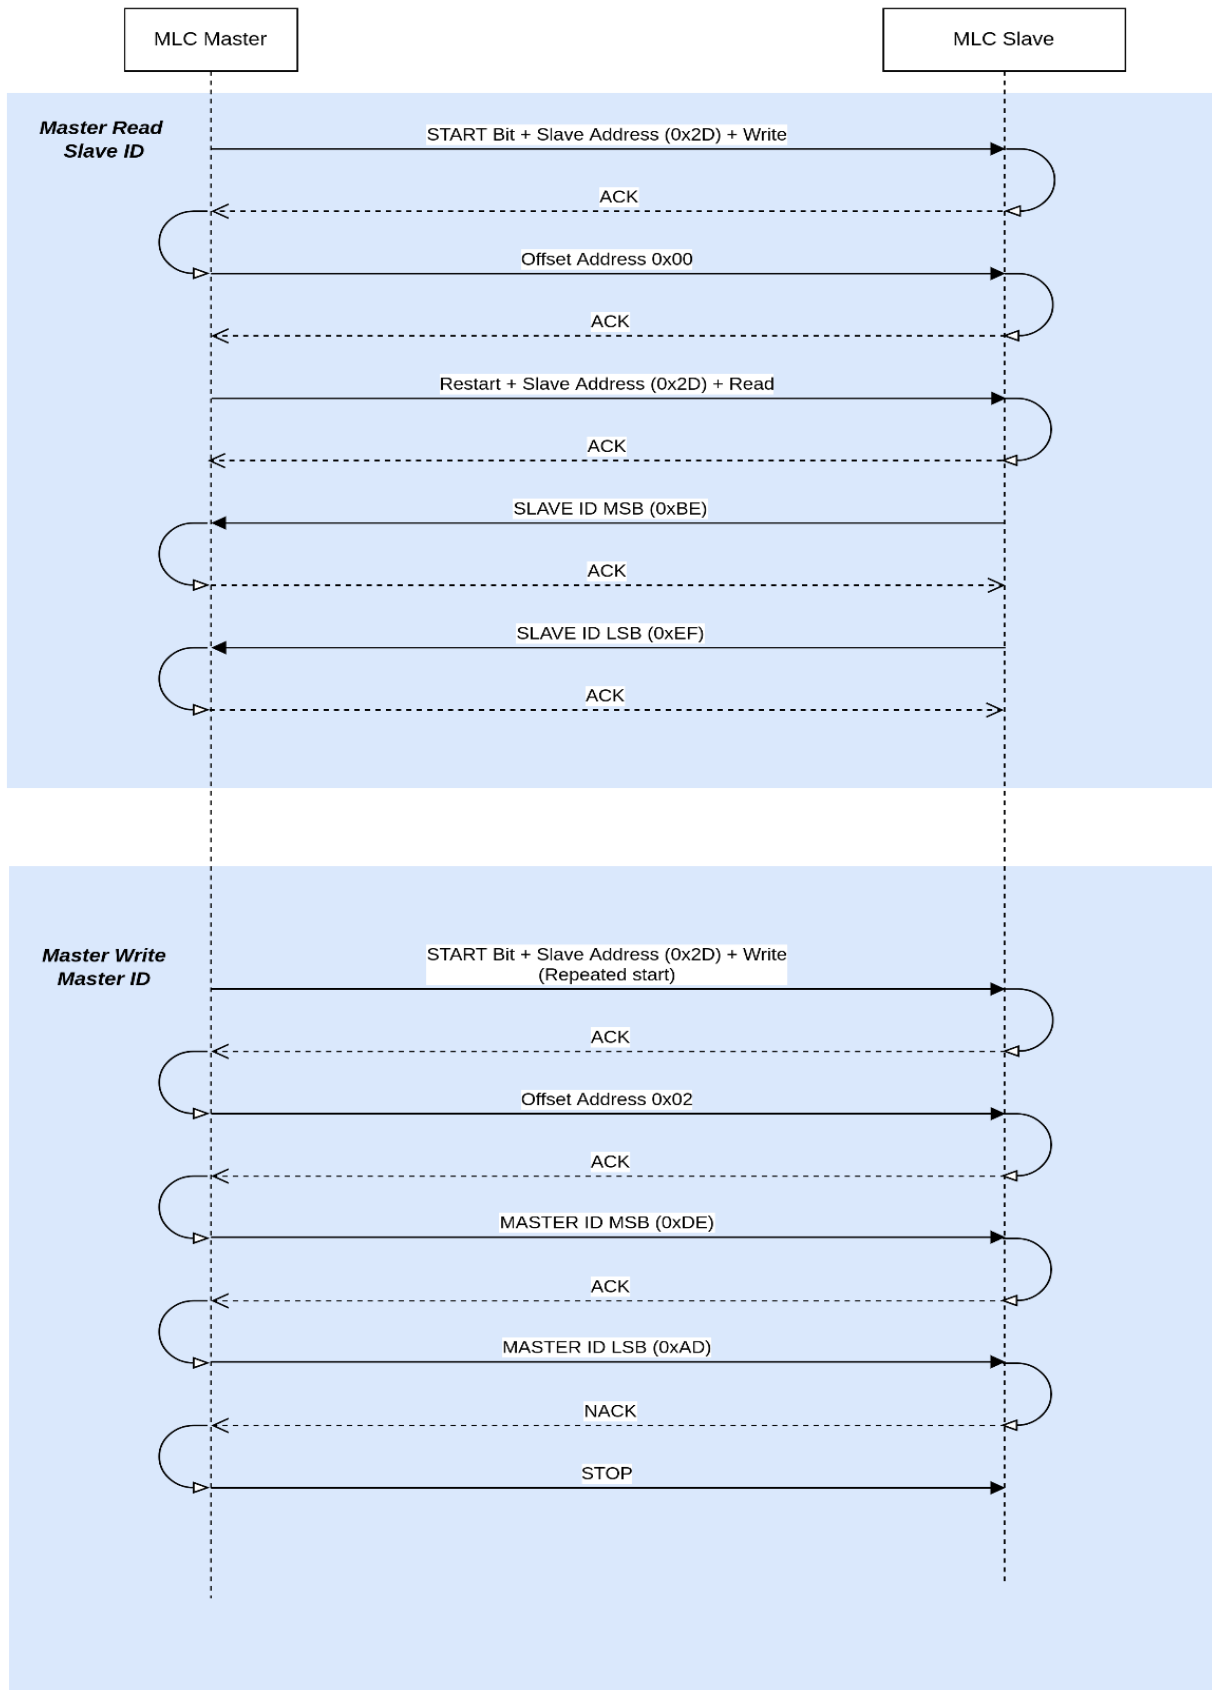 MLC Master
MLC Slave
Master Read
Slave ID
START Bit + Slave Address (0x2D) + Write
ACK
Offset Address 0x00
ACK
Restart + Slave Address (0x2D) + Read
ACK
SLAVE ID MSB (0xBE)
ACK
SLAVE ID LSB (0xEF)
ACK
Master Write
Master ID
START Bit + Slave Address (0x2D) + Write
(Repeated start)
ACK
Offset Address 0x02
ACK
MASTER ID MSB (0xDE)
ACK
MASTER ID LSB (0xAD)
NACK
STOP